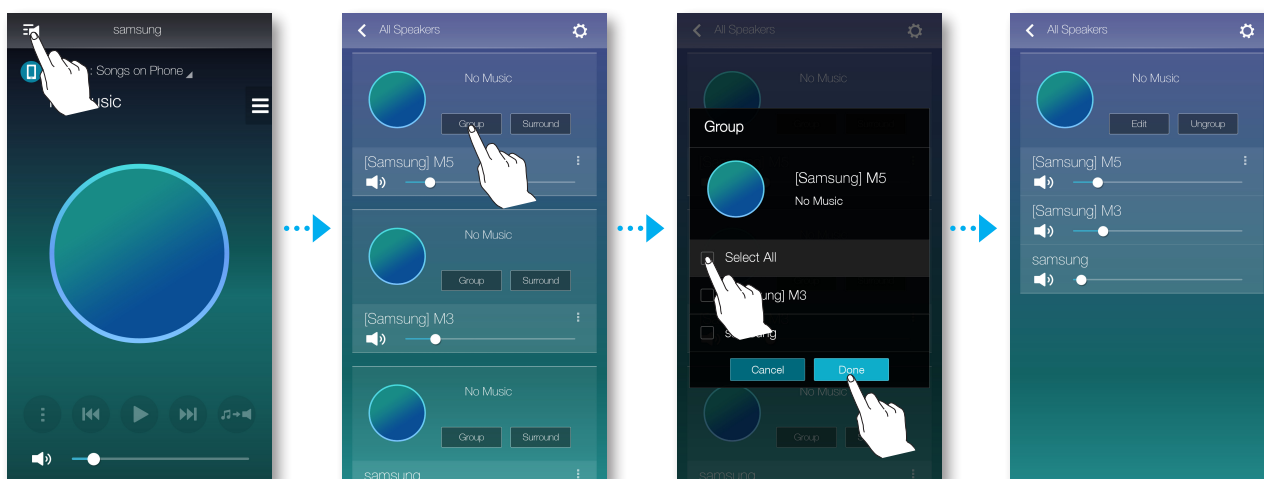 samsung
: Songs on Phone
usic
All Speakers
No Music
Group Surround
[Samsung] M5
No Music
Group Surround
[Samsung] M3
No Music
Group Surround
samsung
All Speakers
No Music
Group
[Samsung] M5
No Music
Select All
ung] M3
Cancel Done
No Music
Group
samsung
All Speakers
No Music
Edit Ungroup
[Samsung] M5
[Samsung] M3
samsung